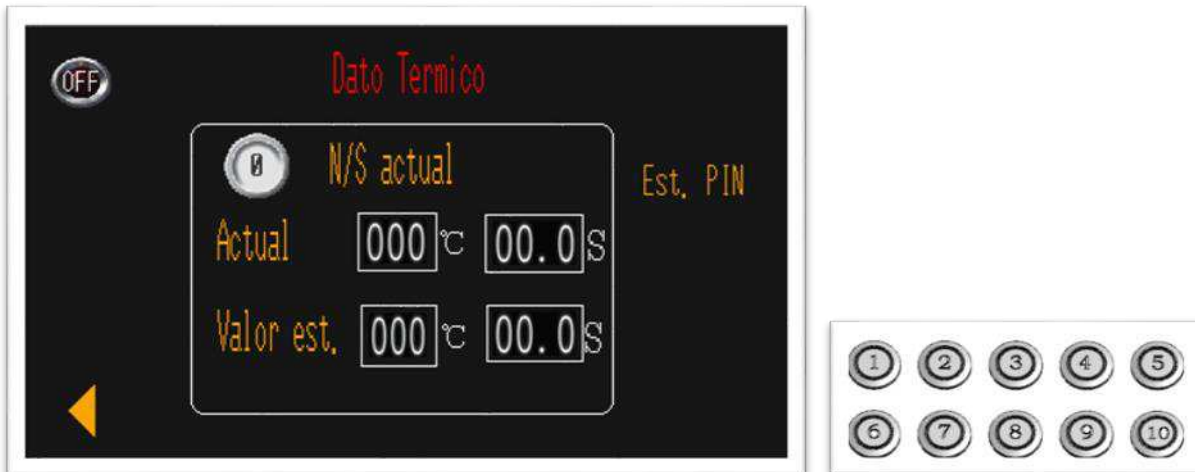 OFF
Dato Termico
0 N/S actual
Est. PIN
Actual 000 °C 00.0 S
Valor est. 000 °C 00.0 S
1 2 3 4 5
6 7 8 9 10